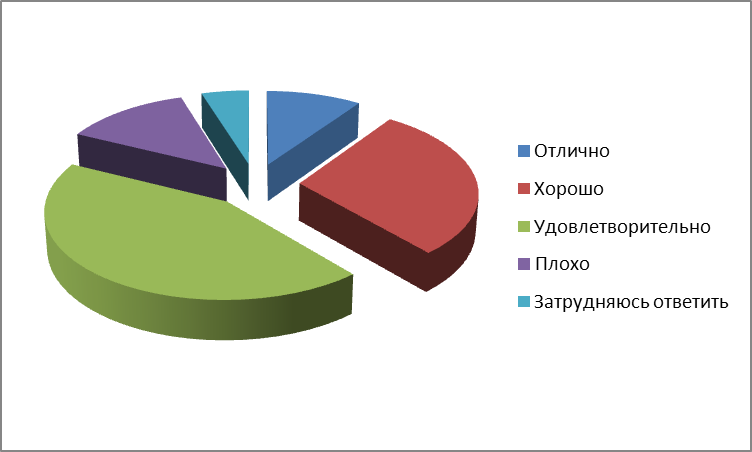 Отлично
Хорошо
Удовлетворительно
Плохо
Затрудняюсь ответить